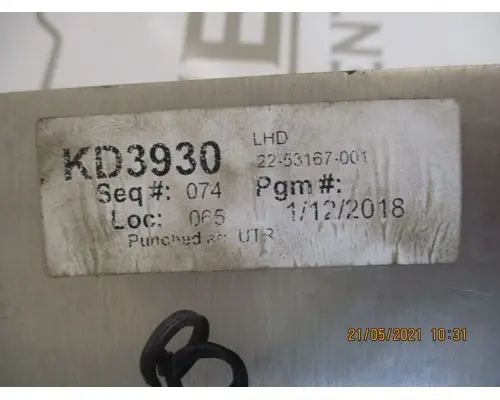 KD3930
LHD
22-53167-001
Seq #: 074
Pgm #:
Loc: 065
1/12/2018
Punched at: UTR
21/05/2021 10:31